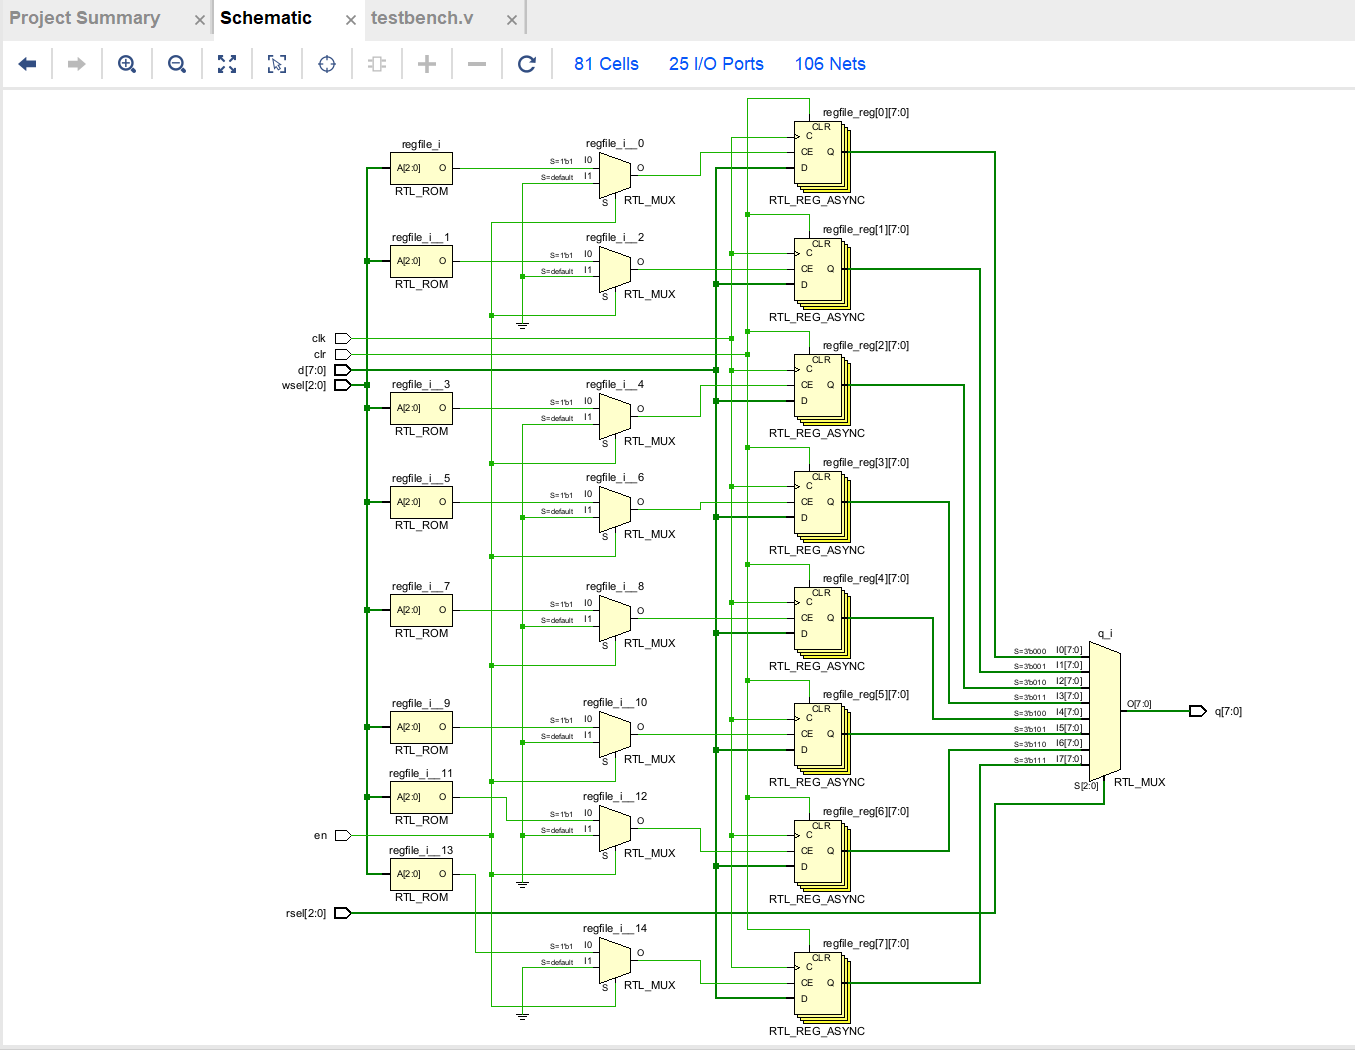 Project Summary
Schematic
testbench.v
81 Cells 25 I/O Ports 106 Nets
regfile_i
A[2:0] O
RTL_ROM
S=1'b1 I0
S=default I1
regfile_i__0
O
S
RTL_MUX
regfile_reg[0][7:0]
CLR
C
CE Q
D
RTL_REG_ASYNC
regfile_i__1
A[2:0] O
RTL_ROM
S=1'b1 I0
S=default I1
regfile_i__2
O
S
RTL_MUX
regfile_reg[1][7:0]
CLR
C
CE Q
D
RTL_REG_ASYNC
clk
clr
d[7:0]
wsel[2:0]
regfile_i__3
A[2:0] O
RTL_ROM
S=1'b1 I0
S=default I1
regfile_i__4
O
S
RTL_MUX
regfile_reg[2][7:0]
CLR
C
CE Q
D
RTL_REG_ASYNC
regfile_i__5
A[2:0] O
RTL_ROM
S=1'b1 I0
S=default I1
regfile_i__6
O
S
RTL_MUX
regfile_reg[3][7:0]
CLR
C
CE Q
D
RTL_REG_ASYNC
regfile_i__7
A[2:0] O
RTL_ROM
S=1'b1 I0
S=default I1
regfile_i__8
O
S
RTL_MUX
regfile_reg[4][7:0]
CLR
C
CE Q
D
RTL_REG_ASYNC
regfile_i__9
A[2:0] O
RTL_ROM
S=1'b1 I0
S=default I1
regfile_i__10
O
S
RTL_MUX
regfile_reg[5][7:0]
CLR
C
CE Q
D
RTL_REG_ASYNC
regfile_i__11
A[2:0] O
RTL_ROM
S=1'b1 I0
S=default I1
regfile_i__12
O
S
RTL_MUX
regfile_reg[6][7:0]
CLR
C
CE Q
D
RTL_REG_ASYNC
en
regfile_i__13
A[2:0] O
RTL_ROM
rsel[2:0]
S=1'b1 I0
S=default I1
regfile_i__14
O
S
RTL_MUX
regfile_reg[7][7:0]
CLR
C
CE Q
D
RTL_REG_ASYNC
q_i
S=3'b000 I0[7:0]
S=3'b001 I1[7:0]
S=3'b010 I2[7:0]
S=3'b011 I3[7:0]
S=3'b100 I4[7:0]
S=3'b101 I5[7:0]
S=3'b110 I6[7:0]
S=3'b111 I7[7:0]
O[7:0]
q[7:0]
S[2:0]
RTL_MUX